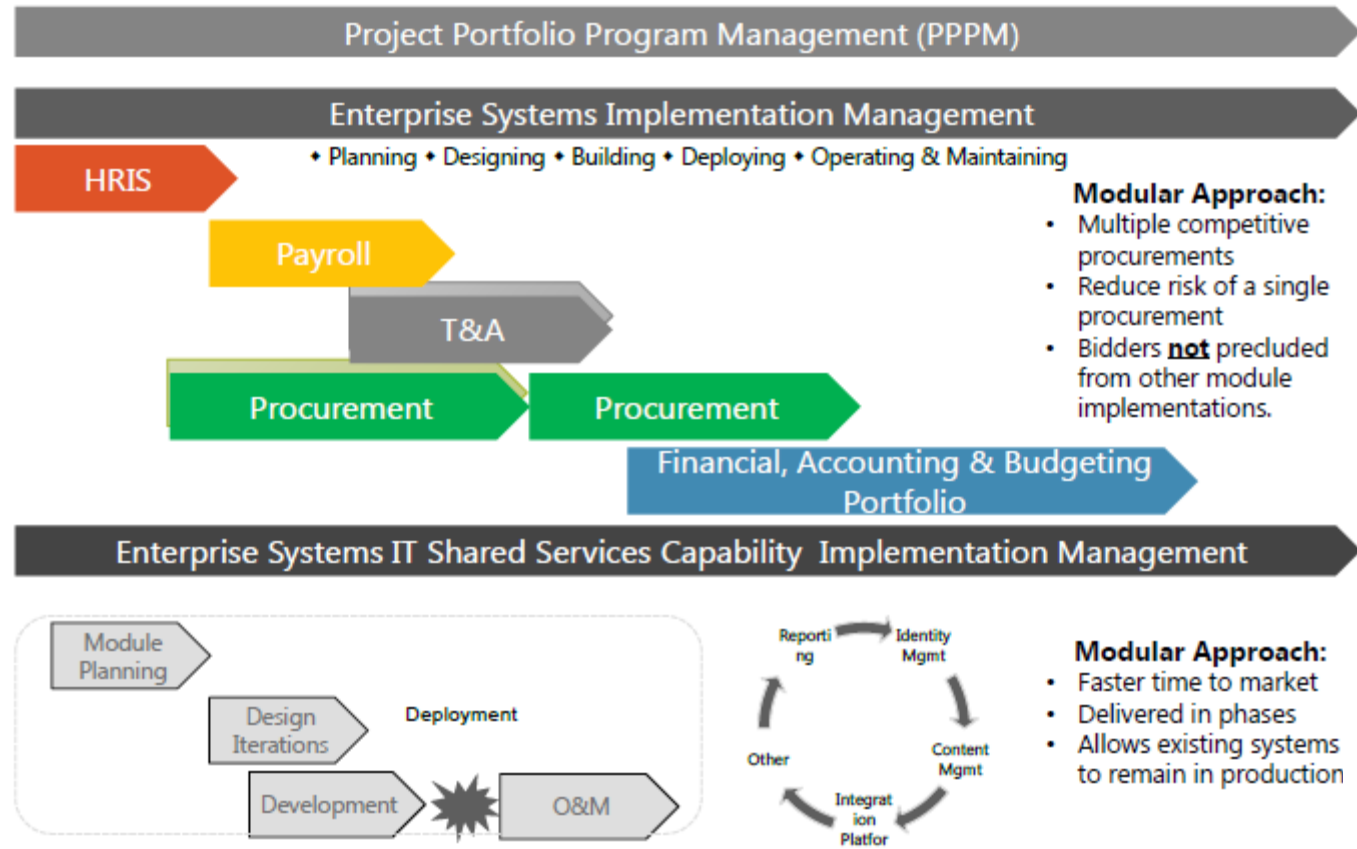 Project Portfolio Program Management (PPPM)
Enterprise Systems Implementation Management
◆ Planning ◆ Designing ◆ Building ◆ Deploying ◆ Operating & Maintaining
HRIS
Payroll
T&A
Procurement
Procurement
Financial, Accounting & Budgeting
Portfolio
Modular Approach:
• Multiple competitive
procurements
• Reduce risk of a single
procurement
• Bidders not precluded
from other module
implementations.
Enterprise Systems IT Shared Services Capability Implementation Management
Module
Planning
Design
Iterations
Deployment
Development
O&M
Reporti
ng
Identity
Mgmt
Content
Mgmt
Integrat
ion
Platfor
Other
Modular Approach:
• Faster time to market
• Delivered in phases
• Allows existing systems
to remain in production